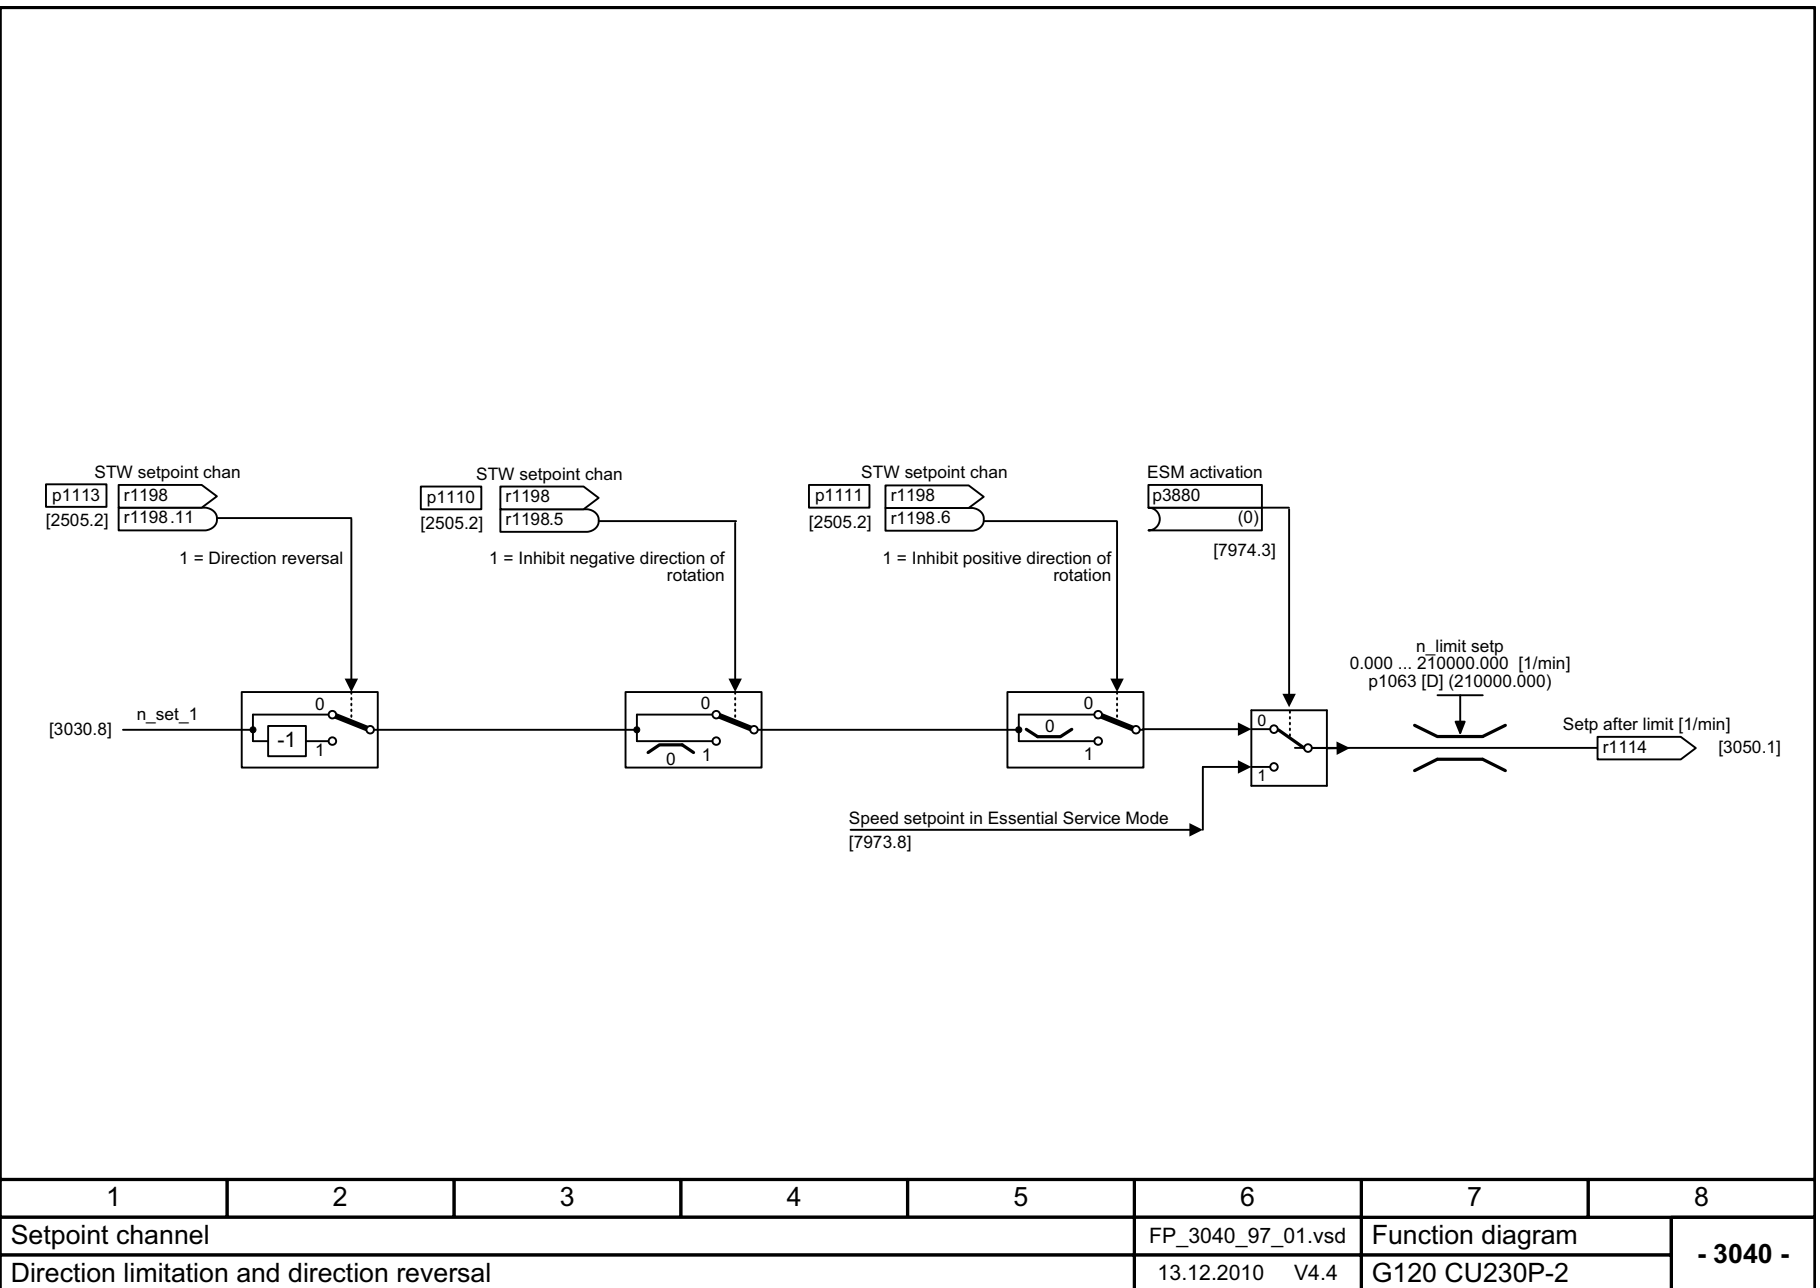 STW setpoint chan
p1113
r1198
[2505.2]
r1198.11
1 = Direction reversal
STW setpoint chan
p1110
r1198
[2505.2]
r1198.5
1 = Inhibit negative direction of
rotation
STW setpoint chan
p1111
r1198
[2505.2]
r1198.6
1 = Inhibit positive direction of
rotation
ESM activation
p3880
(0)
[7974.3]
n_limit setp
0.000 ... 210000.000 [1/min]
p1063 [D] (210000.000)
[3030.8]
n_set_1
0
-1
1
0
0
1
0
0
1
0
1
Setp after limit [1/min]
r1114
[3050.1]
Speed setpoint in Essential Service Mode
[7973.8]
1 2 3 4 5 6 7 8
Setpoint channel
FP_3040_97_01.vsd
Function diagram
- 3040 -
Direction limitation and direction reversal
13.12.2010 V4.4
G120 CU230P-2